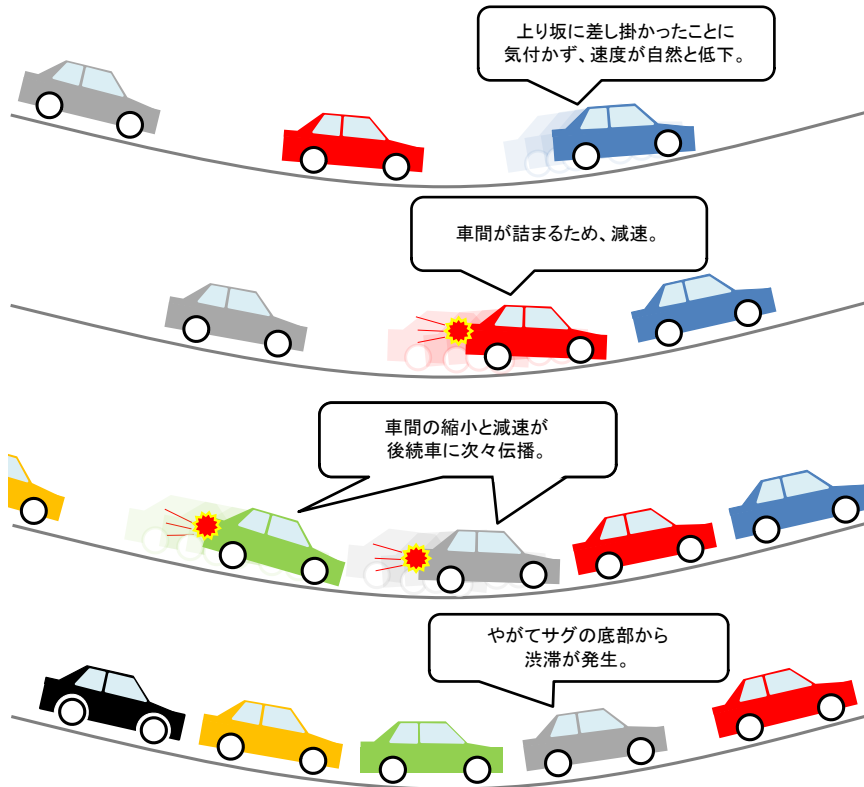 上り坂に差し掛かったことに
気付かず、速度が自然と低下。
車間が詰まるため、減速。
車間の縮小と減速が
後続車に次々伝播。
やがてサグの底部から
渋滞が発生。